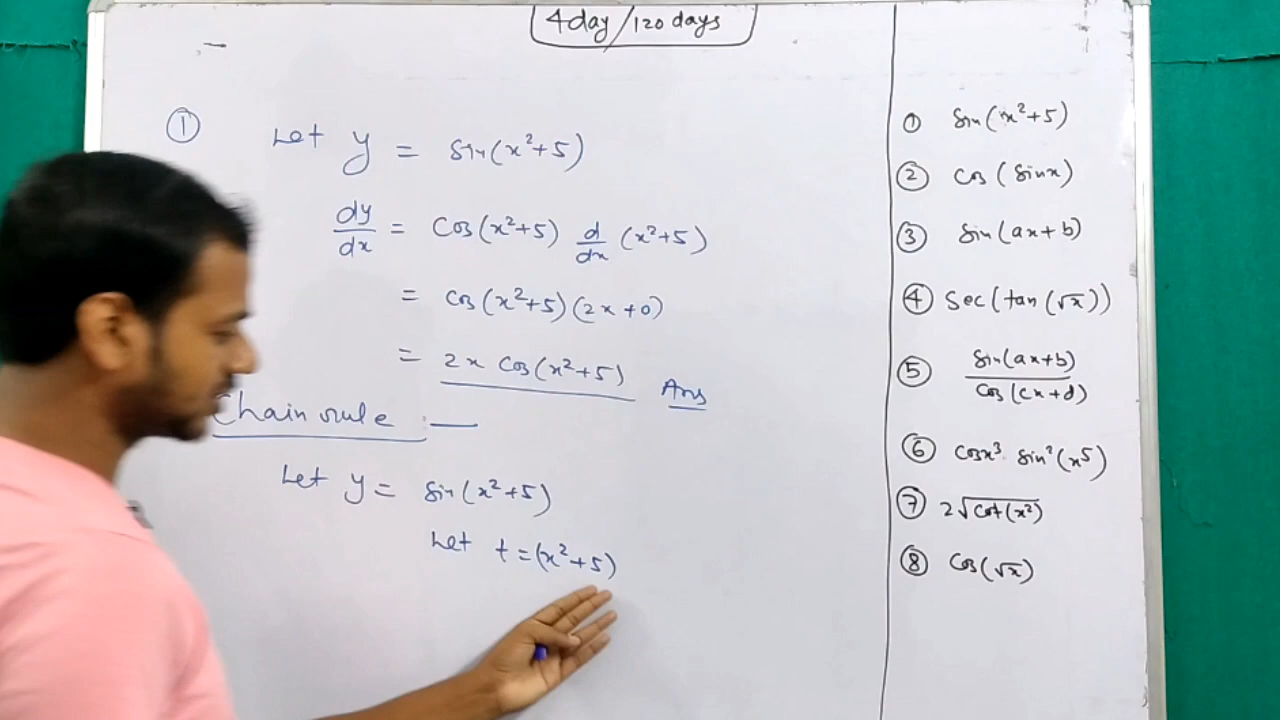 4day/120 days
① Let y = Sin(x²+5)
dy/dx = Cos(x²+5) d/dx (x²+5)
= Cos(x²+5)(2x+0)
= 2x Cos(x²+5) Ans
Chain rule :—
Let y = Sin(x²+5)
Let t = (x²+5)
① Sin(x²+5)
② Cos(Sinx)
③ Sin(ax+b)
④ Sec(tan(√x))
⑤ Sin(ax+b)/Cos(cx+d)
⑥ Cosx³. Sin²(x⁵)
⑦ 2√Cot(x²)
⑧ Cos(√x)